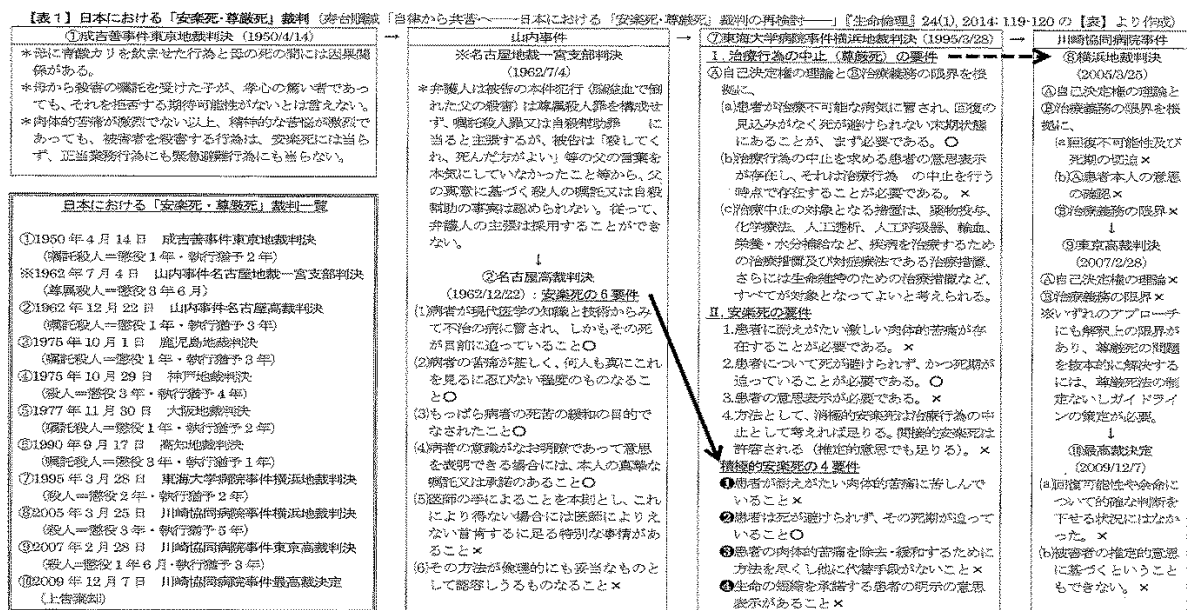 【表1】日本における「安楽死・尊厳死」裁判
「自律から共害へ――日本における「安楽死・尊厳死」裁判の再検討――」『生命倫理』24(1), 2014: 119-120 の【表】より作成)
①成吉善事件東京地裁判決 (1950/4/14)
*母に青酸カリを飲ませた行為と母の死の間には因果関
係がある。
*母から殺害の嘱託を受けた子が、孝心の篤い者であっ
ても、それを拒否する期待可能性がないとは言えない。
*肉体的苦痛が激烈でない以上、精神的な苦悩が激烈で
あっても、被害者を殺害する行為は、安楽死には当ら
ず、正当業務行為にも緊急避難行為にも当らない。
日本における「安楽死・尊厳死」裁判一覧
①1950年4月14日 成吉善事件東京地裁判決
(嘱託殺人=懲役1年・執行猶予2年)
※1962年7月4日 山内事件名古屋地裁一宮支部判決
(尊属殺人=懲役3年6月)
②1962年12月22日 山内事件名古屋高裁判決
(嘱託殺人=懲役1年・執行猶予3年)
③1975年10月1日 鹿児島地裁判決
(嘱託殺人=懲役1年・執行猶予2年)
④1975年10月29日 神戸地裁判決
(殺人=懲役3年・執行猶予4年)
⑤1977年11月30日 大阪地裁判決
(嘱託殺人=懲役1年・執行猶予2年)
⑥1990年9月17日 高知地裁判決
(嘱託殺人=懲役3年・執行猶予1年)
⑦1995年3月28日 東海大学病院事件横浜地裁判決
(殺人=懲役2年・執行猶予2年)
⑧2005年3月25日 川崎協同病院事件横浜地裁判決
(殺人=懲役3年・執行猶予5年)
⑨2007年2月28日 川崎協同病院事件東京高裁判決
(殺人=懲役1年6月・執行猶予3年)
⑩2009年12月7日 川崎協同病院事件最高裁決定
(上告棄却)
→
山内事件
※名古屋地裁一宮支部判決
(1962/7/4)
*弁護人は被告の本件犯行(脳溢血で倒
れた父の殺害)は尊属殺人罪を構成せ
ず、嘱託殺人罪又は自殺幇助罪 に
当ると主張するが、被告は「殺してく
れ、死んだ方がよい」等の父の言葉を
本気にしていなかったこと等から、父
の真意に基づく殺人の嘱託又は自殺
幇助の事実は認められない。従って、
弁護人の主張は採用することができ
ない。
↓
②名古屋高裁判決
(1962/12/22):安楽死の6要件
(1)病者が現代医学の知識と技術からみ
て不治の病に冒され、しかもその死
が目前に迫っていること○
(2)病者の苦痛が甚しく、何人も真にこれ
を見るに忍びない程度のものなるこ
と○
(3)もっぱら病者の死苦の緩和の目的で
なされたこと○
(4)病者の意識がなお明瞭であって意思
を表明できる場合には、本人の真摯な
嘱託又は承諾のあること○
(5)医師の手によることを本則とし、これ
により得ない場合には医師によりえ
ない首肯するに足る特別な事情があ
ること×
(6)その方法が倫理的にも妥当なものと
して認容しうるものなること×
→
⑦東海大学病院事件横浜地裁判決 (1995/3/28)
Ⅰ. 治療行為の中止(尊厳死)の要件
Ⓐ自己決定権の理論とⒷ治療義務の限界を根
拠に、
(a)患者が治療不可能な病気に冒され、回復の
見込みがなく死が避けられない末期状態
にあることが、まず必要である。○
(b)治療行為の中止を求める患者の意思表示
が存在し、それは治療行為 の中止を行う
時点で存在することが必要である。×
(c)治療中止の対象となる措置は、薬物投与、
化学療法、人工透析、人工呼吸器、輸血、
栄養・水分補給など、疾病を治療するため
の治療措置及び対症療法である治療措置、
さらには生命維持のための治療措置など、
すべてが対象となってよいと考えられる。
Ⅱ. 安楽死の要件
1.患者に耐えがたい激しい肉体的苦痛が存
在することが必要である。×
2.患者について死が避けられず、かつ死期が
迫っていることが必要である。○
3.患者の意思表示が必要である。×
4.方法として、消極的安楽死は治療行為の中
止として考えれば足りる。間接的安楽死は
許容される(推定的意思でも足りる)。×
積極的安楽死の4要件
❶患者が耐えがたい肉体的苦痛に苦しんで
いること×
❷患者は死が避けられず、その死期が迫って
いること○
❸患者の肉体的苦痛を除去・緩和するために
方法を尽くし他に代替手段がないこと×
❹生命の短縮を承諾する患者の明示の意思
表示があること×
→
川崎協同病院事件
⑧横浜地裁判決
(2005/3/25)
Ⓐ自己決定権の理論と
Ⓑ治療義務の限界を根
拠に、
(a)回復不可能性及び
死期の切迫×
(b)Ⓐ患者本人の意思
の確認×
Ⓑ治療義務の限界×
↓
⑨東京高裁判決
(2007/2/28)
Ⓐ自己決定権の理論×
Ⓑ治療義務の限界×
※いずれのアプローチ
にも解釈上の限界が
あり、尊厳死の問題
を抜本的に解決する
には、尊厳死法の制
定ないしガイドライ
ンの策定が必要。
↓
⑩最高裁決定
(2009/12/7)
(a)回復可能性や余命に
ついて的確な判断を
下せる状況にはなか
った。×
(b)被害者の推定的意思
に基づくということ
もできない。×